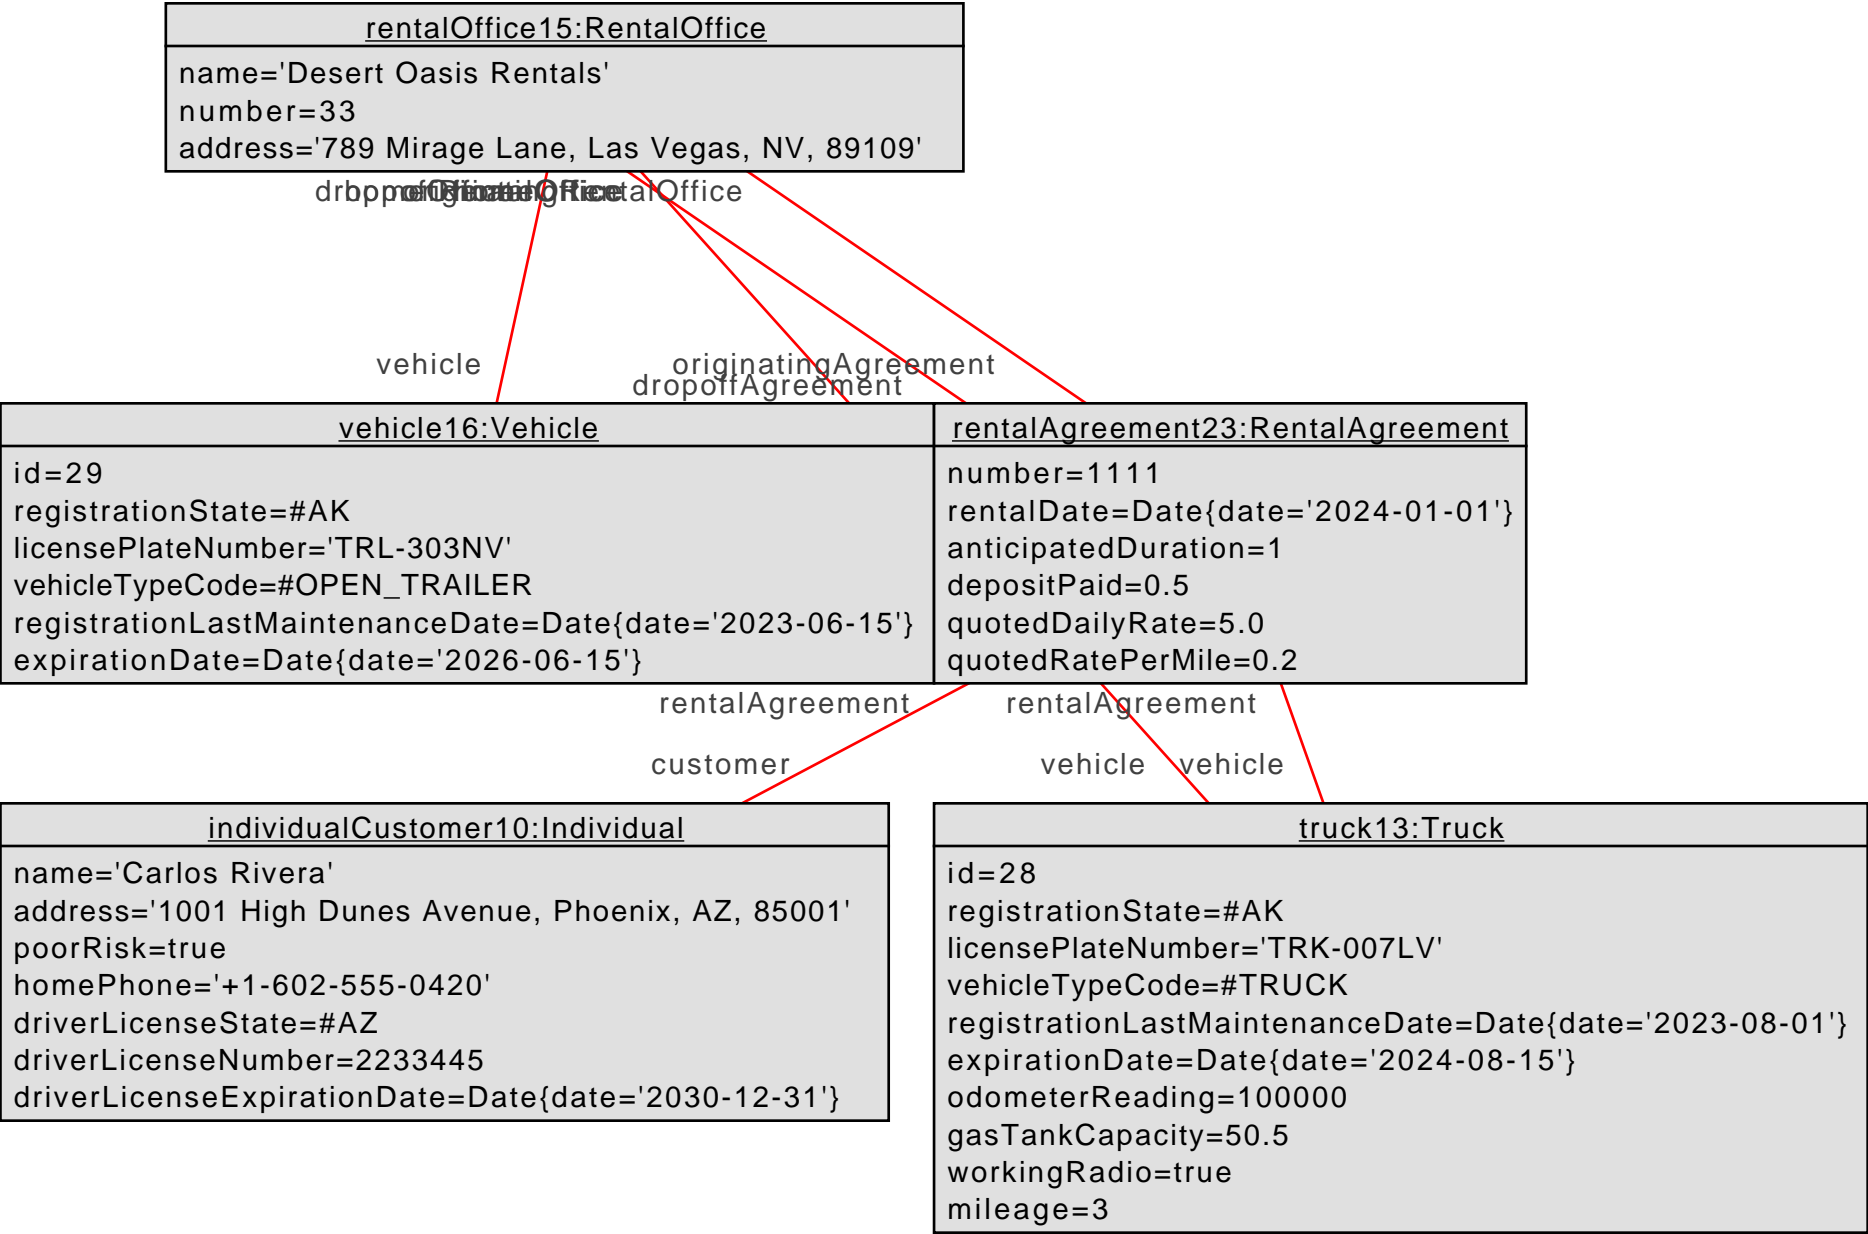 rentalOffice15:RentalOffice
name='Desert Oasis Rentals'
number=33
address='789 Mirage Lane, Las Vegas, NV, 89109'
vehicle
originatingAgreement
dropoffAgreement
vehicle16:Vehicle
id=29
registrationState=#AK
licensePlateNumber='TRL-303NV'
vehicleTypeCode=#OPEN_TRAILER
registrationLastMaintenanceDate=Date{date='2023-06-15'}
expirationDate=Date{date='2026-06-15'}
rentalAgreement23:RentalAgreement
number=1111
rentalDate=Date{date='2024-01-01'}
anticipatedDuration=1
depositPaid=0.5
quotedDailyRate=5.0
quotedRatePerMile=0.2
rentalAgreement
rentalAgreement
customer
vehicle
vehicle
individualCustomer10:Individual
name='Carlos Rivera'
address='1001 High Dunes Avenue, Phoenix, AZ, 85001'
poorRisk=true
homePhone='+1-602-555-0420'
driverLicenseState=#AZ
driverLicenseNumber=2233445
driverLicenseExpirationDate=Date{date='2030-12-31'}
truck13:Truck
id=28
registrationState=#AK
licensePlateNumber='TRK-007LV'
vehicleTypeCode=#TRUCK
registrationLastMaintenanceDate=Date{date='2023-08-01'}
expirationDate=Date{date='2024-08-15'}
odometerReading=100000
gasTankCapacity=50.5
workingRadio=true
mileage=3